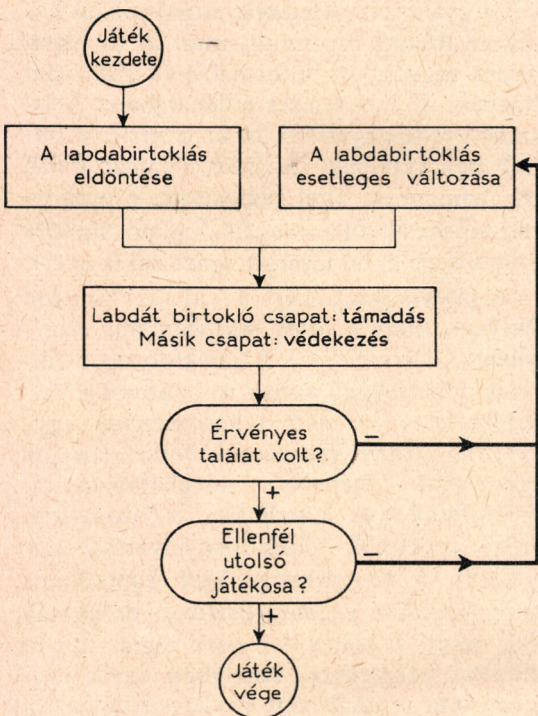 Játék
kezdete
A labdabirtoklás
eldöntése
A labdabirtoklás
esetleges változása
Labdát birtokló csapat: támadás
Másik csapat: védekezés
Érvényes
találat volt?
–
+
Ellenfél
utolsó
játékosa?
–
+
Játék
vége